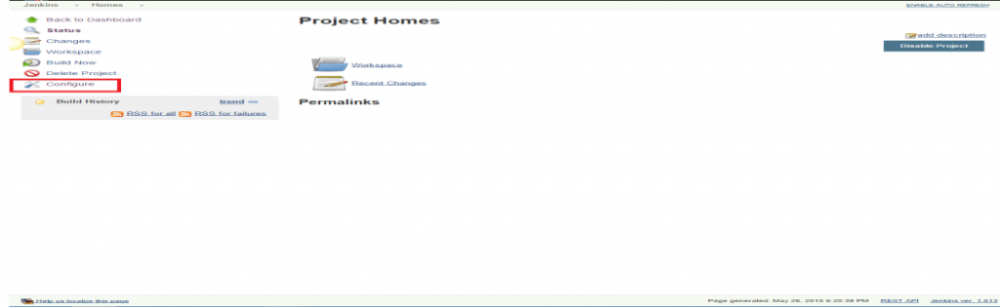 Jenkins Homes
ENABLE AUTO REFRESH
Back to Dashboard
Status
Changes
Workspace
Build Now
Delete Project
Configure
Build History trend
RSS for all RSS for failures
Project Homes
add description
Disable Project
Workspace
Recent Changes
Permalinks
Help us localize this page
Page generated: May 26, 2015 6:20:38 PM REST API Jenkins ver. 1.613